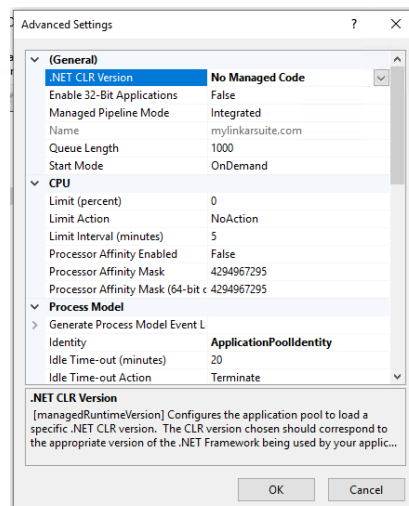 Advanced Settings ? ×
(General)
.NET CLR Version No Managed Code
Enable 32-Bit Applications False
Managed Pipeline Mode Integrated
Name mylinkarsuite.com
Queue Length 1000
Start Mode OnDemand
CPU
Limit (percent) 0
Limit Action NoAction
Limit Interval (minutes) 5
Processor Affinity Enabled False
Processor Affinity Mask 4294967295
Processor Affinity Mask (64-bit c 4294967295
Process Model
Generate Process Model Event L
Identity ApplicationPoolIdentity
Idle Time-out (minutes) 20
Idle Time-out Action Terminate
.NET CLR Version
[managedRuntimeVersion] Configures the application pool to load a
specific .NET CLR version. The CLR version chosen should correspond to
the appropriate version of the .NET Framework being used by your applic...
OK Cancel